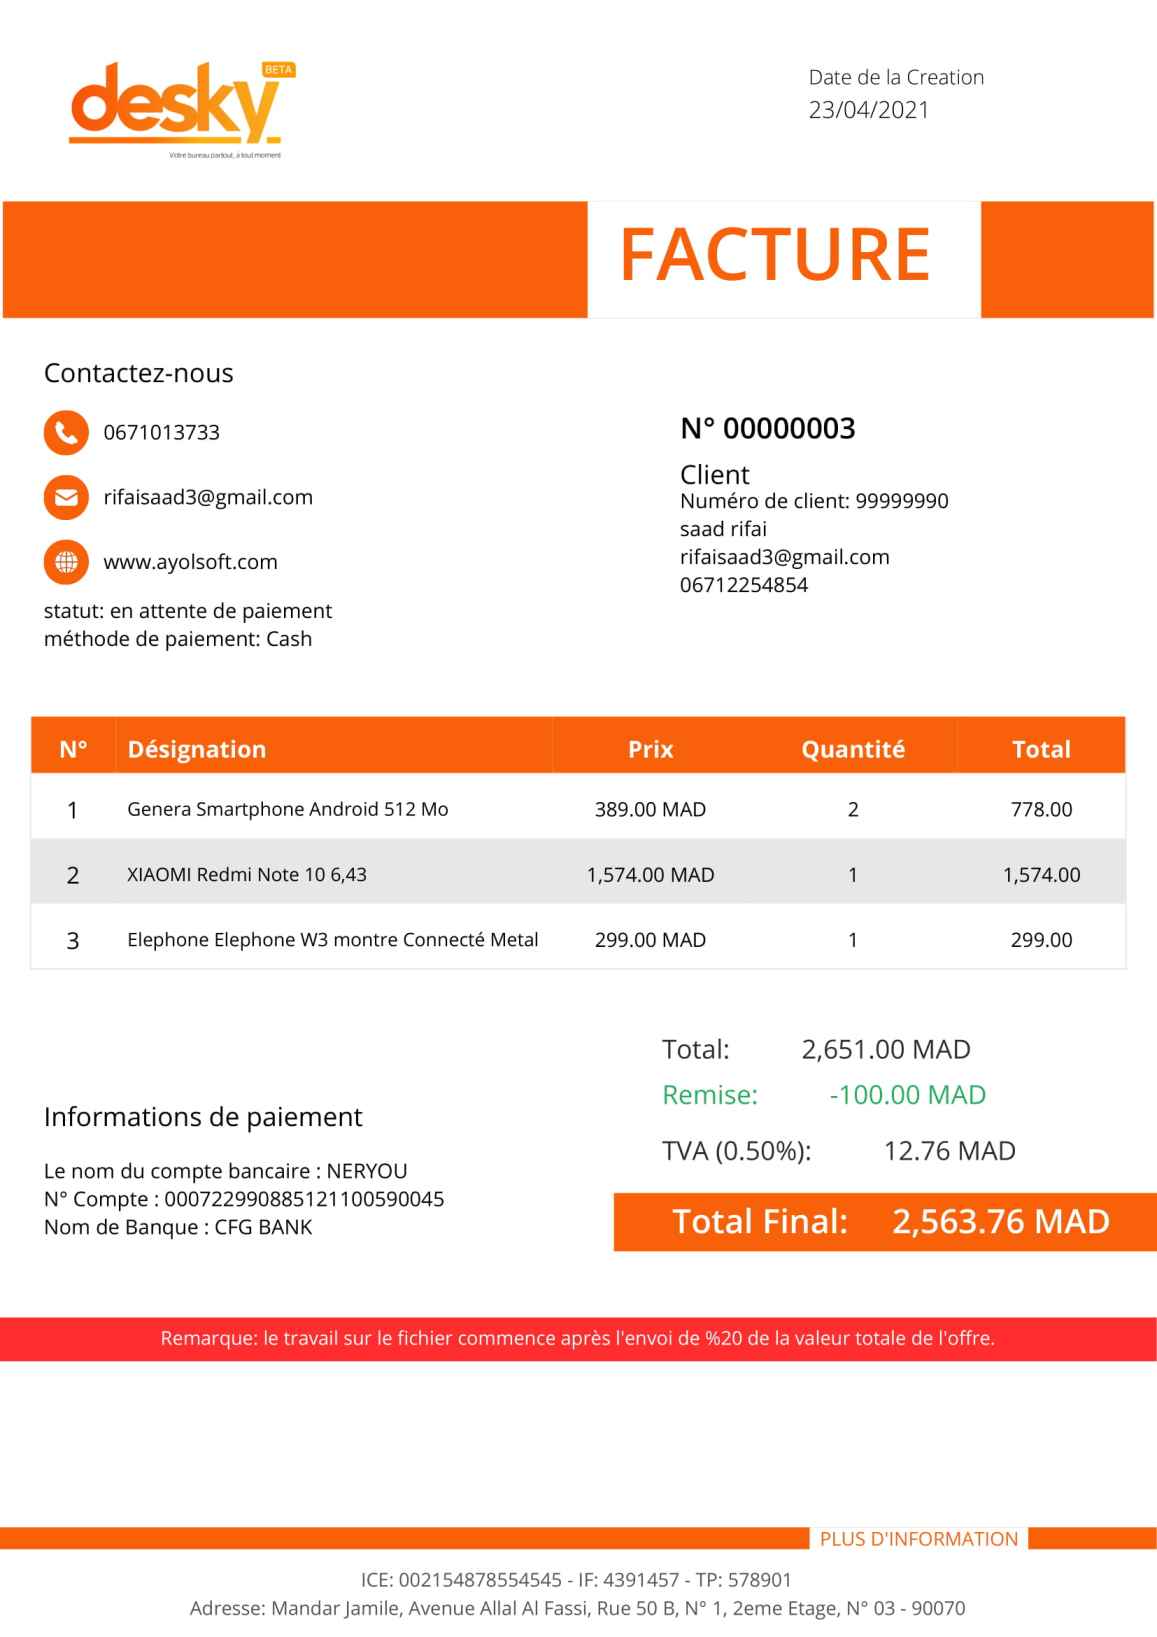 desky BETA
Votre bureau partout, à tout moment
Date de la Creation
23/04/2021
FACTURE
Contactez-nous
0671013733
rifaisaad3@gmail.com
www.ayolsoft.com
statut: en attente de paiement
méthode de paiement: Cash
N° 00000003
Client
Numéro de client: 99999990
saad rifai
rifaisaad3@gmail.com
06712254854
N° Désignation Prix Quantité Total
1 Genera Smartphone Android 512 Mo 389.00 MAD 2 778.00
2 XIAOMI Redmi Note 10 6,43 1,574.00 MAD 1 1,574.00
3 Elephone Elephone W3 montre Connecté Metal 299.00 MAD 1 299.00
Total: 2,651.00 MAD
Remise: -100.00 MAD
TVA (0.50%): 12.76 MAD
Total Final: 2,563.76 MAD
Informations de paiement
Le nom du compte bancaire : NERYOU
N° Compte : 000722990885121100590045
Nom de Banque : CFG BANK
Remarque: le travail sur le fichier commence après l'envoi de %20 de la valeur totale de l'offre.
PLUS D'INFORMATION
ICE: 002154878554545 - IF: 4391457 - TP: 578901
Adresse: Mandar Jamile, Avenue Allal Al Fassi, Rue 50 B, N° 1, 2eme Etage, N° 03 - 90070